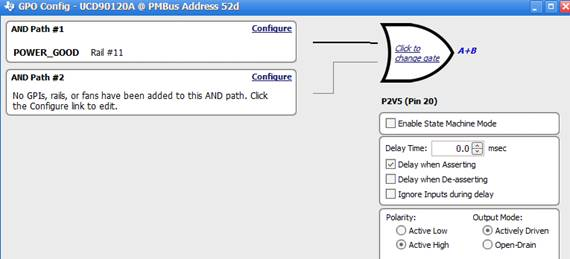 GPO Config - UCD90120A @ PMBus Address 52d
AND Path #1 Configure
POWER_GOOD Rail #11
AND Path #2 Configure
No GPIs, rails, or fans have been added to this AND path. Click
the Configure link to edit.
Click to
change gate
A+B
P2V5 (Pin 20)
Enable State Machine Mode
Delay Time: 0.0 msec
Delay when Asserting
Delay when De-asserting
Ignore Inputs during delay
Polarity: Output Mode:
Active Low Actively Driven
Active High Open-Drain